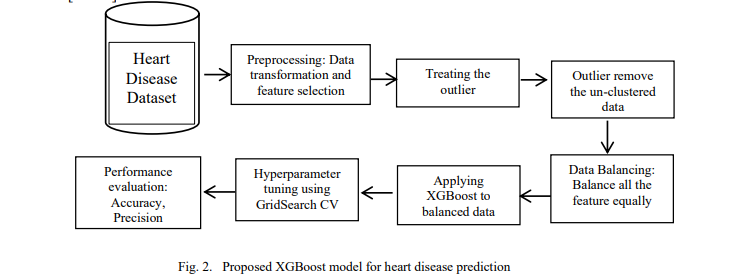 Heart
Disease
Dataset
Preprocessing: Data
transformation and
feature selection
Treating the
outlier
Outlier remove
the un-clustered
data
Data Balancing:
Balance all the
feature equally
Applying
XGBoost to
balanced data
Hyperparameter
tuning using
GridSearch CV
Performance
evaluation:
Accuracy,
Precision
Fig. 2. Proposed XGBoost model for heart disease prediction